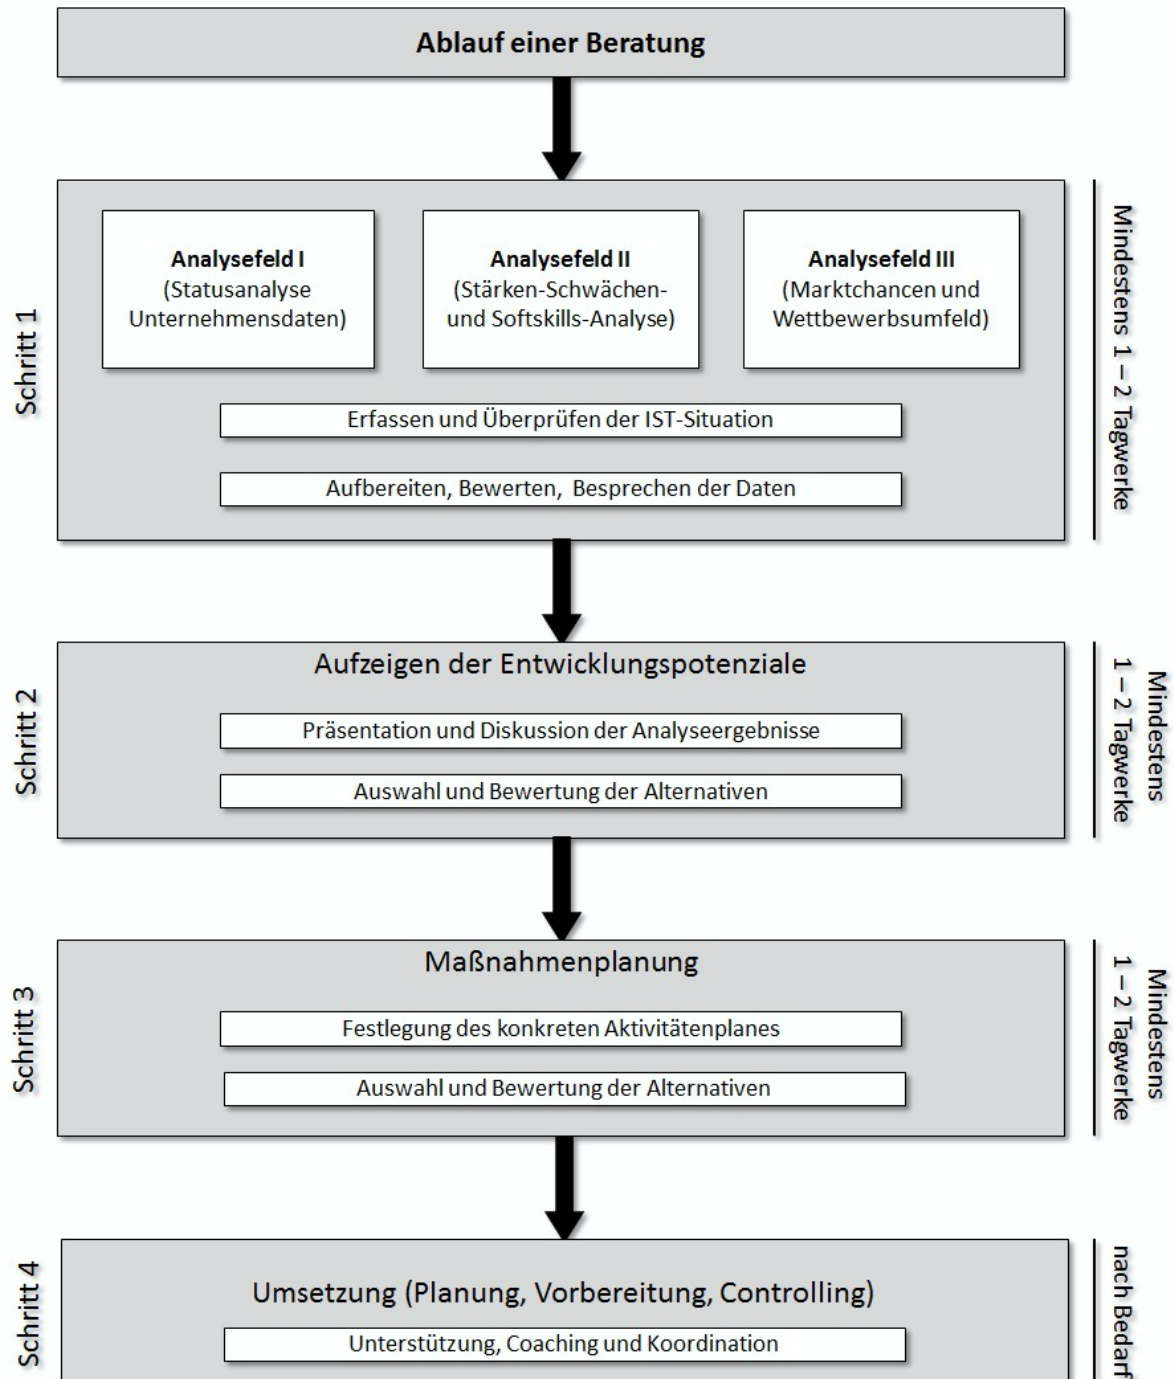 Ablauf einer Beratung
Schritt 1
Analysefeld I
(Statusanalyse
Unternehmensdaten)
Analysefeld II
(Stärken-Schwächen-
und Softskills-Analyse)
Analysefeld III
(Marktchancen und
Wettbewerbsumfeld)
Erfassen und Überprüfen der IST-Situation
Aufbereiten, Bewerten, Besprechen der Daten
Mindestens 1 – 2 Tagwerke
Schritt 2
Aufzeigen der Entwicklungspotenziale
Präsentation und Diskussion der Analyseergebnisse
Auswahl und Bewertung der Alternativen
Mindestens
1 – 2 Tagwerke
Schritt 3
Maßnahmenplanung
Festlegung des konkreten Aktivitätenplanes
Auswahl und Bewertung der Alternativen
Mindestens
1 – 2 Tagwerke
Schritt 4
Umsetzung (Planung, Vorbereitung, Controlling)
Unterstützung, Coaching und Koordination
nach Bedarf